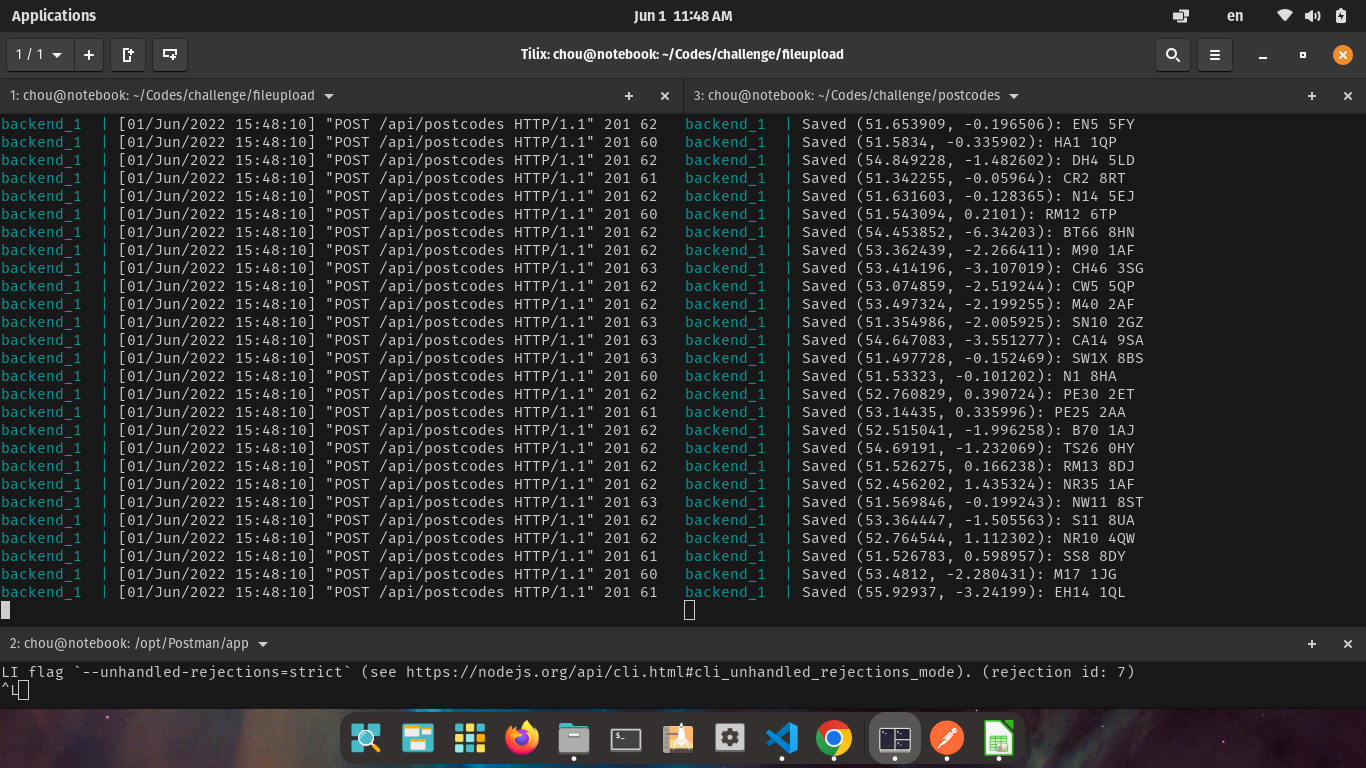 Applications
Jun 1 11:48 AM
en
1 / 1
Tilix: chou@notebook: ~/Codes/challenge/fileupload
1: chou@notebook: ~/Codes/challenge/fileupload
backend_1 | [01/Jun/2022 15:48:10] "POST /api/postcodes HTTP/1.1" 201 62
backend_1 | [01/Jun/2022 15:48:10] "POST /api/postcodes HTTP/1.1" 201 60
backend_1 | [01/Jun/2022 15:48:10] "POST /api/postcodes HTTP/1.1" 201 62
backend_1 | [01/Jun/2022 15:48:10] "POST /api/postcodes HTTP/1.1" 201 61
backend_1 | [01/Jun/2022 15:48:10] "POST /api/postcodes HTTP/1.1" 201 62
backend_1 | [01/Jun/2022 15:48:10] "POST /api/postcodes HTTP/1.1" 201 60
backend_1 | [01/Jun/2022 15:48:10] "POST /api/postcodes HTTP/1.1" 201 62
backend_1 | [01/Jun/2022 15:48:10] "POST /api/postcodes HTTP/1.1" 201 62
backend_1 | [01/Jun/2022 15:48:10] "POST /api/postcodes HTTP/1.1" 201 63
backend_1 | [01/Jun/2022 15:48:10] "POST /api/postcodes HTTP/1.1" 201 62
backend_1 | [01/Jun/2022 15:48:10] "POST /api/postcodes HTTP/1.1" 201 62
backend_1 | [01/Jun/2022 15:48:10] "POST /api/postcodes HTTP/1.1" 201 63
backend_1 | [01/Jun/2022 15:48:10] "POST /api/postcodes HTTP/1.1" 201 63
backend_1 | [01/Jun/2022 15:48:10] "POST /api/postcodes HTTP/1.1" 201 63
backend_1 | [01/Jun/2022 15:48:10] "POST /api/postcodes HTTP/1.1" 201 60
backend_1 | [01/Jun/2022 15:48:10] "POST /api/postcodes HTTP/1.1" 201 62
backend_1 | [01/Jun/2022 15:48:10] "POST /api/postcodes HTTP/1.1" 201 61
backend_1 | [01/Jun/2022 15:48:10] "POST /api/postcodes HTTP/1.1" 201 62
backend_1 | [01/Jun/2022 15:48:10] "POST /api/postcodes HTTP/1.1" 201 62
backend_1 | [01/Jun/2022 15:48:10] "POST /api/postcodes HTTP/1.1" 201 62
backend_1 | [01/Jun/2022 15:48:10] "POST /api/postcodes HTTP/1.1" 201 62
backend_1 | [01/Jun/2022 15:48:10] "POST /api/postcodes HTTP/1.1" 201 63
backend_1 | [01/Jun/2022 15:48:10] "POST /api/postcodes HTTP/1.1" 201 62
backend_1 | [01/Jun/2022 15:48:10] "POST /api/postcodes HTTP/1.1" 201 62
backend_1 | [01/Jun/2022 15:48:10] "POST /api/postcodes HTTP/1.1" 201 61
backend_1 | [01/Jun/2022 15:48:10] "POST /api/postcodes HTTP/1.1" 201 60
backend_1 | [01/Jun/2022 15:48:10] "POST /api/postcodes HTTP/1.1" 201 61
3: chou@notebook: ~/Codes/challenge/postcodes
backend_1 | Saved (51.653909, -0.196506): EN5 5FY
backend_1 | Saved (51.5834, -0.335902): HA1 1QP
backend_1 | Saved (54.849228, -1.482602): DH4 5LD
backend_1 | Saved (51.342255, -0.05964): CR2 8RT
backend_1 | Saved (51.631603, -0.128365): N14 5EJ
backend_1 | Saved (51.543094, 0.2101): RM12 6TP
backend_1 | Saved (54.453852, -6.34203): BT66 8HN
backend_1 | Saved (53.362439, -2.266411): M90 1AF
backend_1 | Saved (53.414196, -3.107019): CH46 3SG
backend_1 | Saved (53.074859, -2.519244): CW5 5QP
backend_1 | Saved (53.497324, -2.199255): M40 2AF
backend_1 | Saved (51.354986, -2.005925): SN10 2GZ
backend_1 | Saved (54.647083, -3.551277): CA14 9SA
backend_1 | Saved (51.497728, -0.152469): SW1X 8BS
backend_1 | Saved (51.53323, -0.101202): N1 8HA
backend_1 | Saved (52.760829, 0.390724): PE30 2ET
backend_1 | Saved (53.14435, 0.335996): PE25 2AA
backend_1 | Saved (52.515041, -1.996258): B70 1AJ
backend_1 | Saved (54.69191, -1.232069): TS26 0HY
backend_1 | Saved (51.526275, 0.166238): RM13 8DJ
backend_1 | Saved (52.456202, 1.435324): NR35 1AF
backend_1 | Saved (51.569846, -0.199243): NW11 8ST
backend_1 | Saved (53.364447, -1.505563): S11 8UA
backend_1 | Saved (52.764544, 1.112302): NR10 4QW
backend_1 | Saved (51.526783, 0.598957): SS8 8DY
backend_1 | Saved (53.4812, -2.280431): M17 1JG
backend_1 | Saved (55.92937, -3.24199): EH14 1QL
2: chou@notebook: /opt/Postman/app
LI flag `--unhandled-rejections=strict` (see https://nodejs.org/api/cli.html#cli_unhandled_rejections_mode). (rejection id: 7)
^L